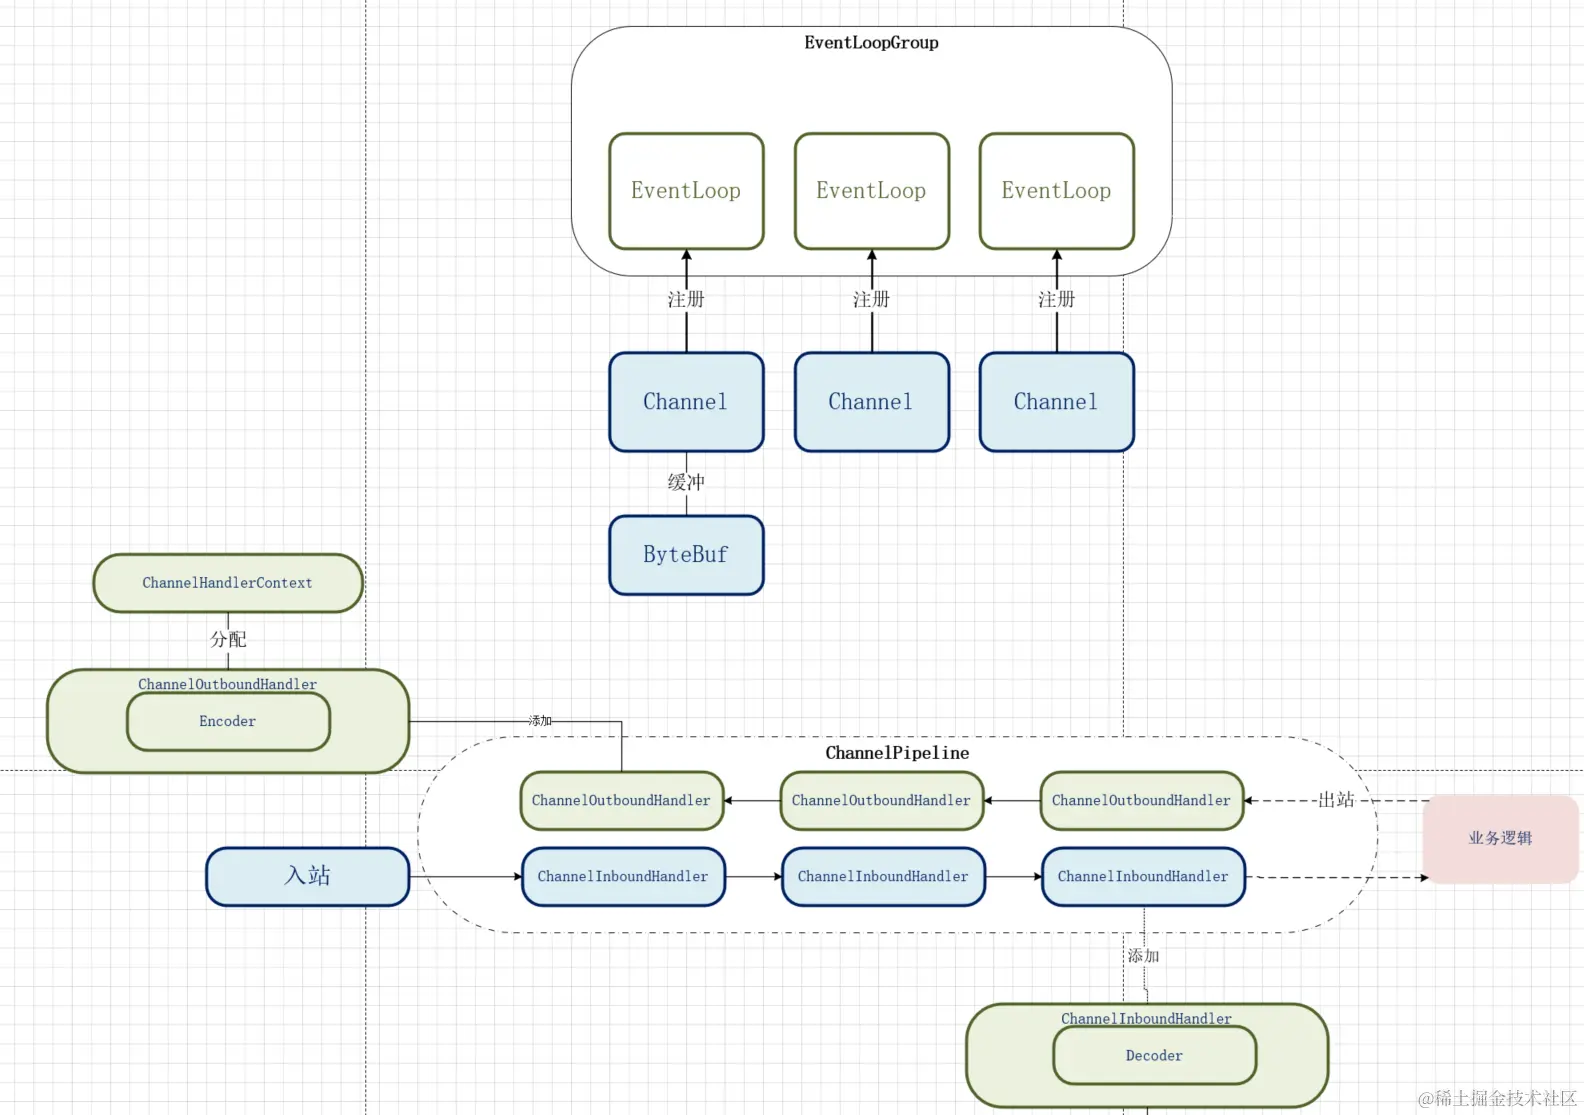 EventLoopGroup
EventLoop
EventLoop
EventLoop
注册
注册
注册
Channel
Channel
Channel
缓冲
ByteBuf
ChannelHandlerContext
分配
ChannelOutboundHandler
Encoder
添加
ChannelPipeline
ChannelOutboundHandler
ChannelOutboundHandler
ChannelOutboundHandler
出站
业务逻辑
入站
ChannelInboundHandler
ChannelInboundHandler
ChannelInboundHandler
添加
ChannelInboundHandler
Decoder
@稀土掘金技术社区